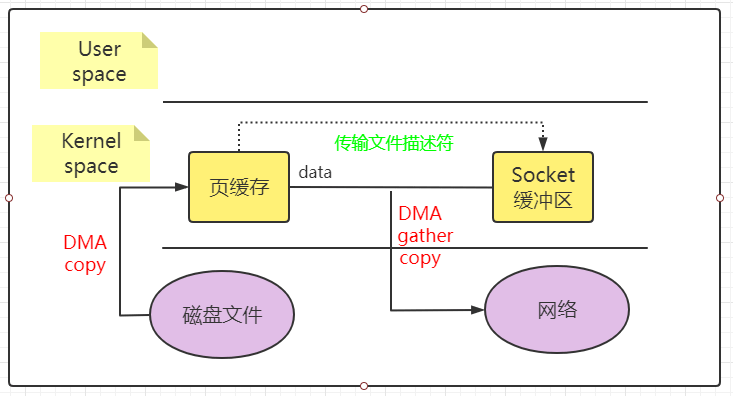 User
space
Kernel
space
传输文件描述符
页缓存
data
Socket
缓冲区
DMA
copy
DMA
gather
copy
磁盘文件
网络